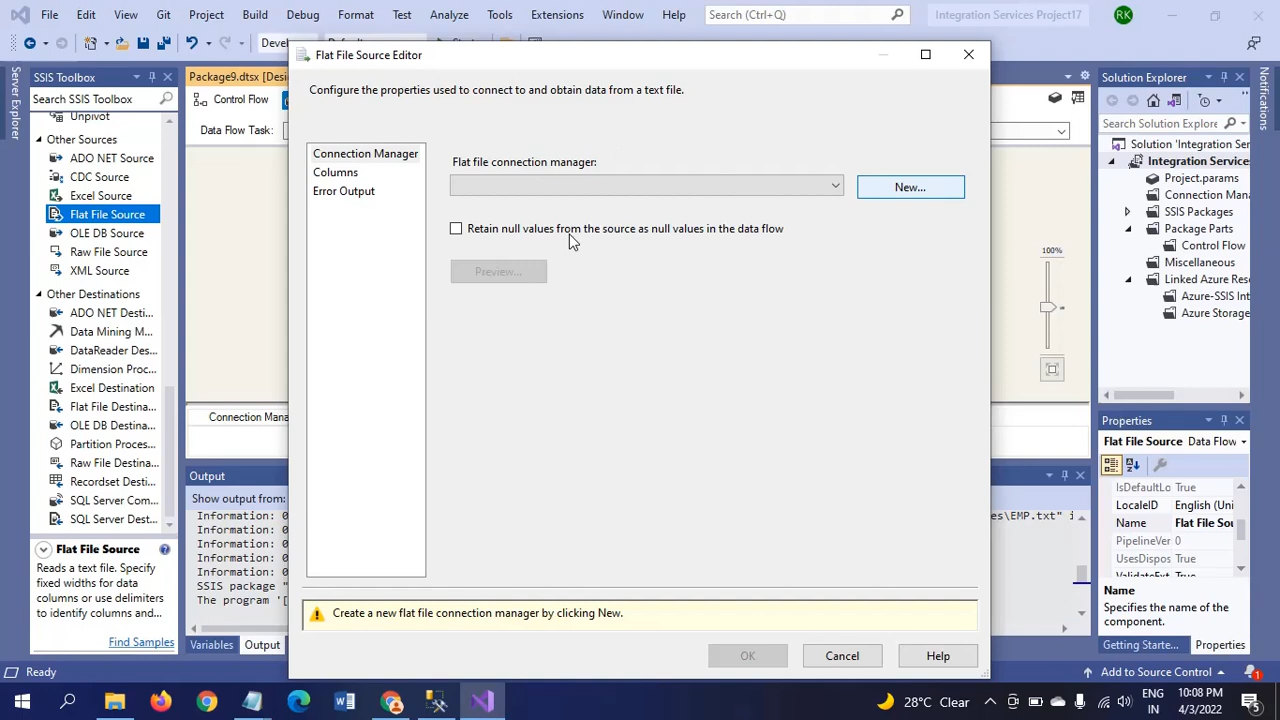 File Edit View Git Project Build Debug Format Test Analyze Tools Extensions Window Help Search (Ctrl+Q) Integration Services Project17 RK
Flat File Source Editor
SSIS Toolbox
Package9.dtsx
Solution Explorer
Server Explorer
Notifications
Search SSIS Toolbox
Control Flow
Configure the properties used to connect to and obtain data from a text file.
Search Solution Explore
Unpivot
Data Flow Task:
Other Sources
ADO NET Source
CDC Source
Excel Source
Flat File Source
OLE DB Source
Raw File Source
XML Source
Other Destinations
ADO NET Desti...
Data Mining M...
DataReader Des...
Dimension Proc...
Excel Destination
Flat File Destina...
OLE DB Destina...
Partition Proces...
Raw File Destina...
Recordset Desti...
SQL Server Com...
SQL Server Dest...
Flat File Source
Reads a text file. Specify
fixed widths for data
columns or use delimiters
to identify columns and...
Find Samples
Connection Manager
Columns
Error Output
Flat file connection manager:
New...
Retain null values from the source as null values in the data flow
Preview...
Create a new flat file connection manager by clicking New.
OK Cancel Help
Connection Mana
Output
Show output from:
Information: 0
Information: 0
Information: 0
Information: 0
Information: 0
SSIS package "
The program '[
es\EMP.txt" i
Variables Output
100%
Solution 'Integration Ser
Integration Services
Project.params
Connection Mana
SSIS Packages
Package Parts
Control Flow
Miscellaneous
Linked Azure Res
Azure-SSIS Int
Azure Storage
Properties
Flat File Source Data Flow
IsDefaultLo True
LocaleID English (Uni
Name Flat File Sou
PipelineVer 0
UsesDispos True
ValidateExt True
Name
Specifies the name of the
component.
Getting Starte... Properties
Ready
Add to Source Control 1
28°C Clear
ENG
IN
10:08 PM
4/3/2022
5